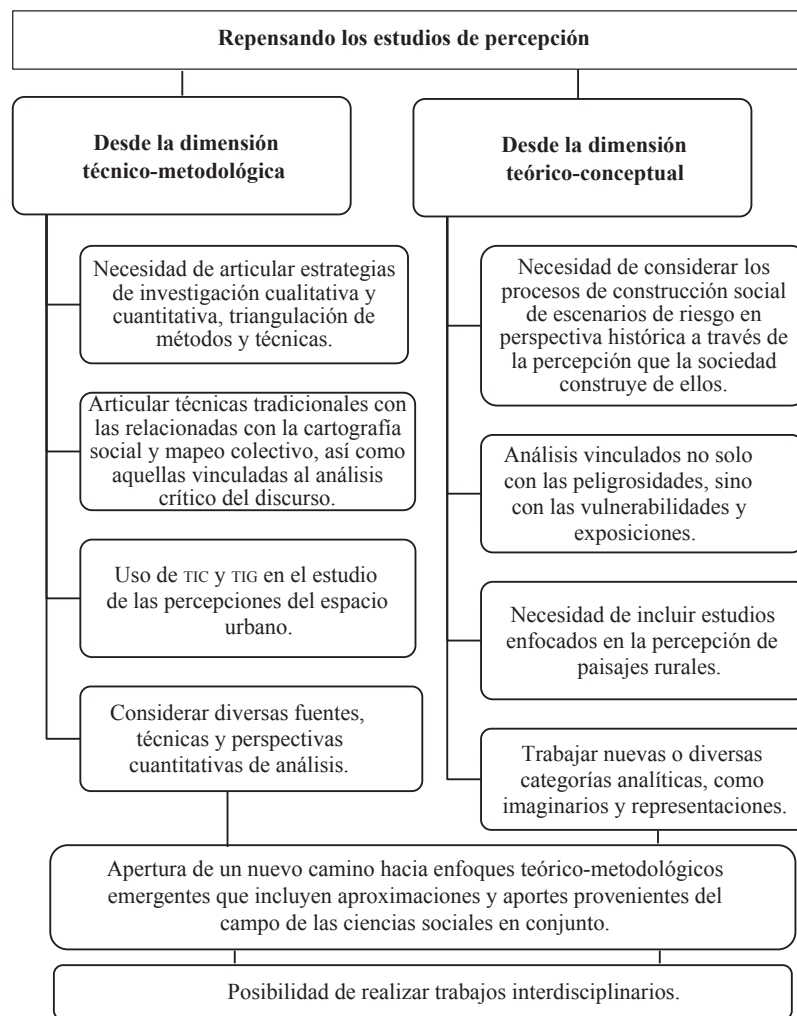 Repensando los estudios de percepción
Desde la dimensión
técnico-metodológica
Necesidad de articular estrategias
de investigación cualitativa y
cuantitativa, triangulación de
métodos y técnicas.
Articular técnicas tradicionales con
las relacionadas con la cartografía
social y mapeo colectivo, así como
aquellas vinculadas al análisis
crítico del discurso.
Uso de TIC y TIG en el estudio
de las percepciones del espacio
urbano.
Considerar diversas fuentes,
técnicas y perspectivas
cuantitativas de análisis.
Desde la dimensión
teórico-conceptual
Necesidad de considerar los
procesos de construcción social
de escenarios de riesgo en
perspectiva histórica a través de
la percepción que la sociedad
construye de ellos.
Análisis vinculados no solo
con las peligrosidades, sino
con las vulnerabilidades y
exposiciones.
Necesidad de incluir estudios
enfocados en la percepción de
paisajes rurales.
Trabajar nuevas o diversas
categorías analíticas, como
imaginarios y representaciones.
Apertura de un nuevo camino hacia enfoques teórico-metodológicos
emergentes que incluyen aproximaciones y aportes provenientes del
campo de las ciencias sociales en conjunto.
Posibilidad de realizar trabajos interdisciplinarios.